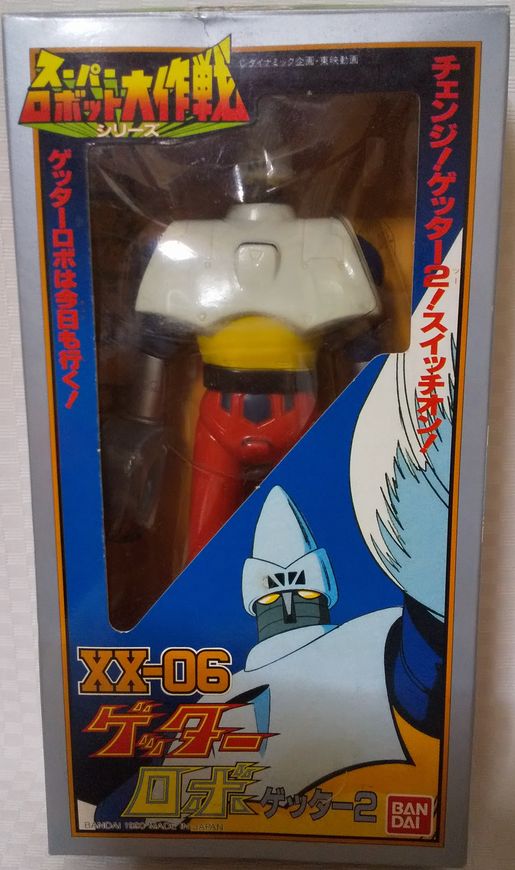 スーパー
ロボット大作戦
シリーズ
©ダイナミック企画・東映動画
チェンジ!ゲッター2!スイッチオン!
ツー
ゲッターロボは今日も行く!
XX-06
ゲッター
ロボ
ゲッター2
BANDAI 1990 MADE IN JAPAN
BAN
DAI